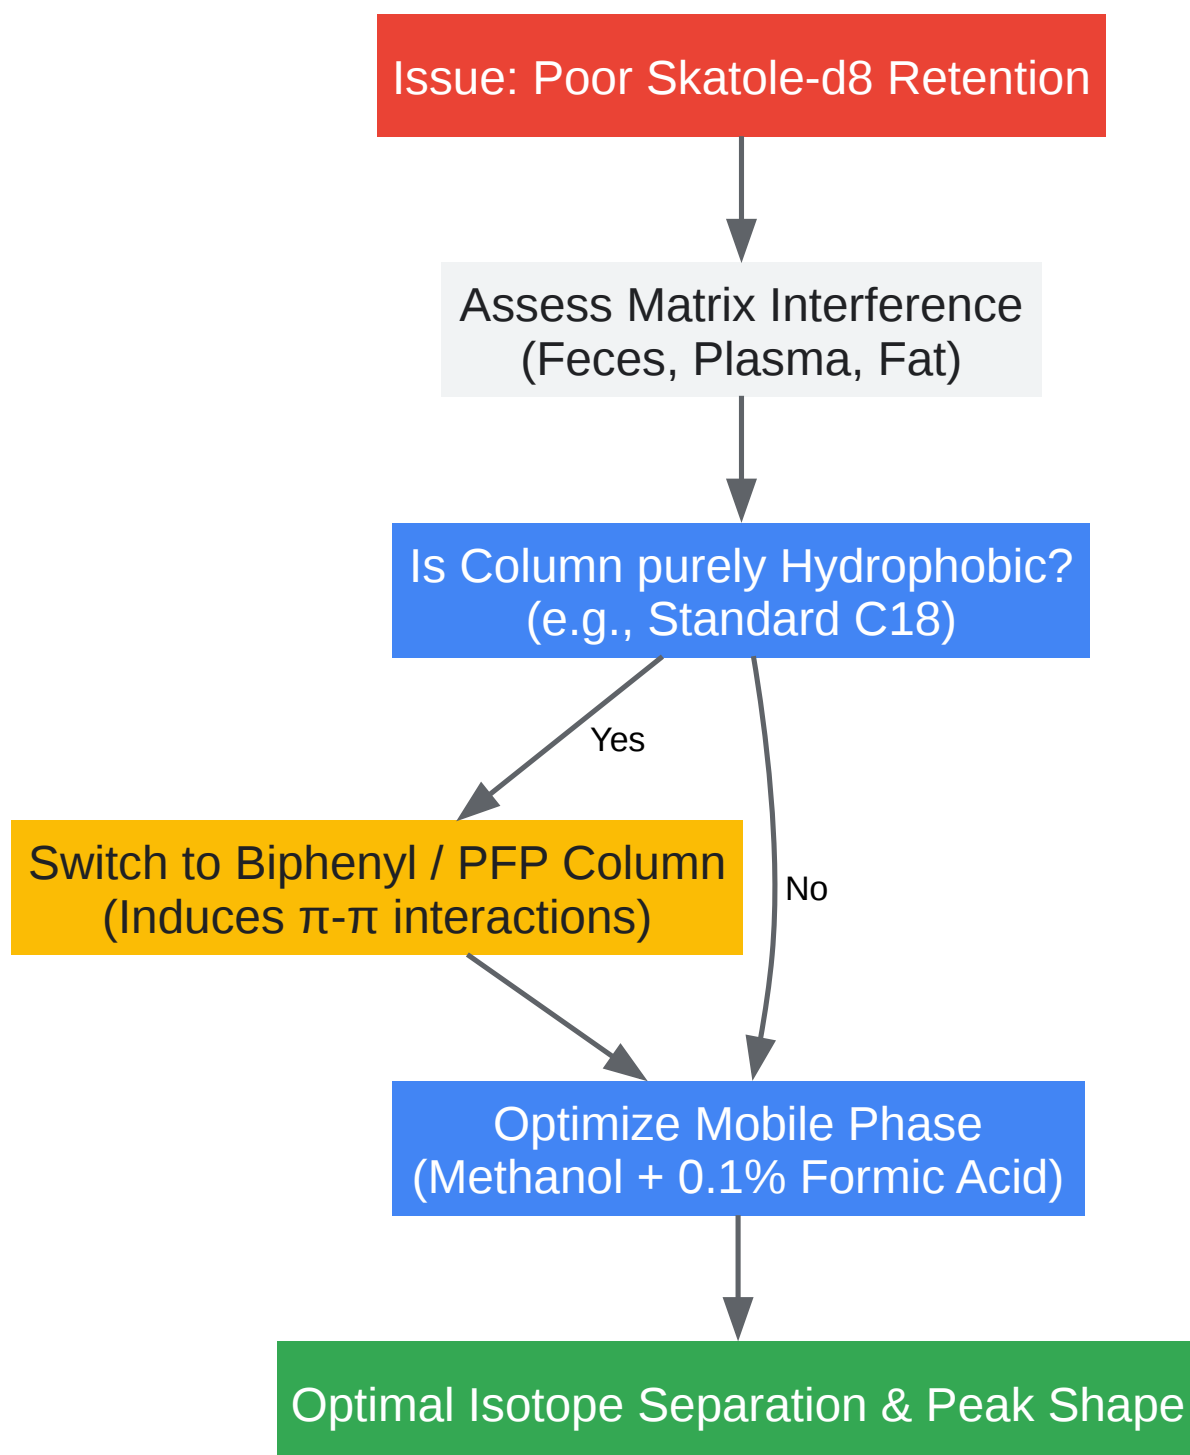 Issue: Poor Skatole-d8 Retention
Assess Matrix Interference
(Feces, Plasma, Fat)
Is Column purely Hydrophobic?
(e.g., Standard C18)
Yes
Switch to Biphenyl / PFP Column
(Induces π-π interactions)
No
Optimize Mobile Phase
(Methanol + 0.1% Formic Acid)
Optimal Isotope Separation & Peak Shape